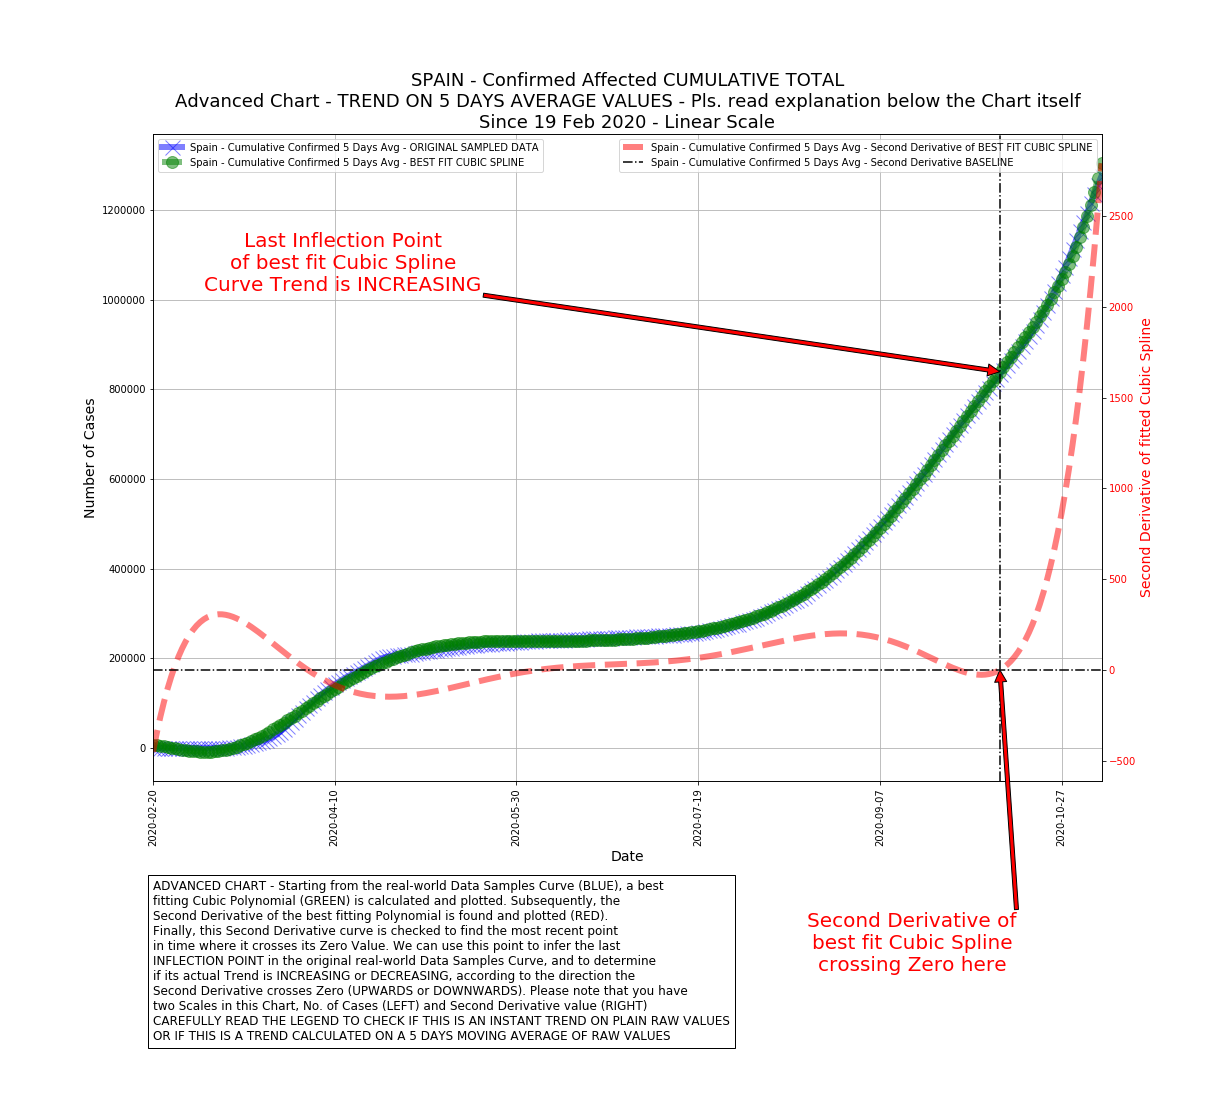 SPAIN - Confirmed Affected CUMULATIVE TOTAL
Advanced Chart - TREND ON 5 DAYS AVERAGE VALUES - Pls. read explanation below the Chart itself
Since 19 Feb 2020 - Linear Scale
Spain - Cumulative Confirmed 5 Days Avg - ORIGINAL SAMPLED DATA
Spain - Cumulative Confirmed 5 Days Avg - BEST FIT CUBIC SPLINE
Spain - Cumulative Confirmed 5 Days Avg - Second Derivative of BEST FIT CUBIC SPLINE
Spain - Cumulative Confirmed 5 Days Avg - Second Derivative BASELINE
Last Inflection Point
of best fit Cubic Spline
Curve Trend is INCREASING
Number of Cases
1200000
1000000
800000
600000
400000
200000
0
2500
2000
1500
1000
500
0
−500
Second Derivative of fitted Cubic Spline
2020-02-20
2020-04-10
2020-05-30
2020-07-19
2020-09-07
2020-10-27
Date
ADVANCED CHART - Starting from the real-world Data Samples Curve (BLUE), a best
fitting Cubic Polynomial (GREEN) is calculated and plotted. Subsequently, the
Second Derivative of the best fitting Polynomial is found and plotted (RED).
Finally, this Second Derivative curve is checked to find the most recent point
in time where it crosses its Zero Value. We can use this point to infer the last
INFLECTION POINT in the original real-world Data Samples Curve, and to determine
if its actual Trend is INCREASING or DECREASING, according to the direction the
Second Derivative crosses Zero (UPWARDS or DOWNWARDS). Please note that you have
two Scales in this Chart, No. of Cases (LEFT) and Second Derivative value (RIGHT)
CAREFULLY READ THE LEGEND TO CHECK IF THIS IS AN INSTANT TREND ON PLAIN RAW VALUES
OR IF THIS IS A TREND CALCULATED ON A 5 DAYS MOVING AVERAGE OF RAW VALUES
Second Derivative of
best fit Cubic Spline
crossing Zero here